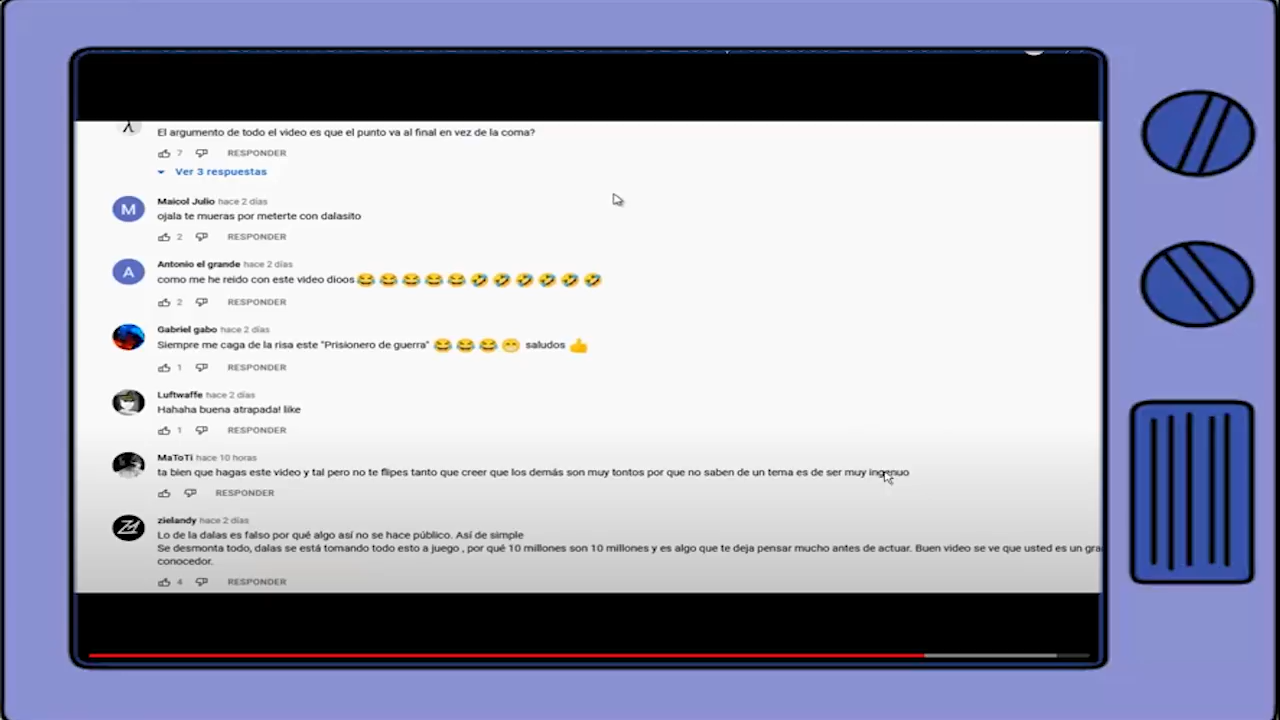 El argumento de todo el video es que el punto va al final en vez de la coma?
7 RESPONDER
Ver 3 respuestas
M
Maicol Julio hace 2 días
ojala te mueras por meterte con dalasito
2 RESPONDER
A
Antonio el grande hace 2 días
como me he reido con este video dioos 😂😂😂😂😂🤣🤣🤣🤣🤣🤣
2 RESPONDER
Gabriel gabo hace 2 días
Siempre me caga de la risa este "Prisionero de guerra" 😂😂😂😁 saludos 👍
1 RESPONDER
Luftwaffe hace 2 días
Hahaha buena atrapada! like
1 RESPONDER
MaToTi hace 10 horas
ta bien que hagas este video y tal pero no te flipes tanto que creer que los demás son muy tontos por que no saben de un tema es de ser muy ingenuo
RESPONDER
zielandy hace 2 días
Lo de la dalas es falso por qué algo así no se hace público. Así de simple
Se desmonta todo, dalas se está tomando todo esto a juego , por qué 10 millones son 10 millones y es algo que te deja pensar mucho antes de actuar. Buen video se ve que usted es un gra
conocedor.
4 RESPONDER